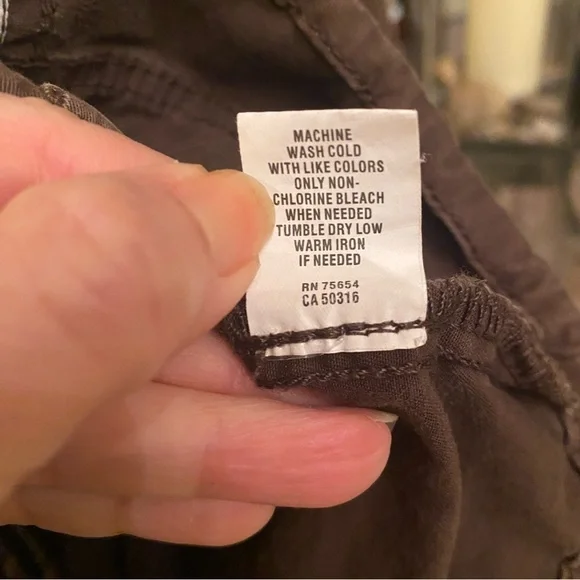 MACHINE
WASH COLD
WITH LIKE COLORS
ONLY NON-
CHLORINE BLEACH
WHEN NEEDED
TUMBLE DRY LOW
WARM IRON
IF NEEDED
RN 75654
CA 50316